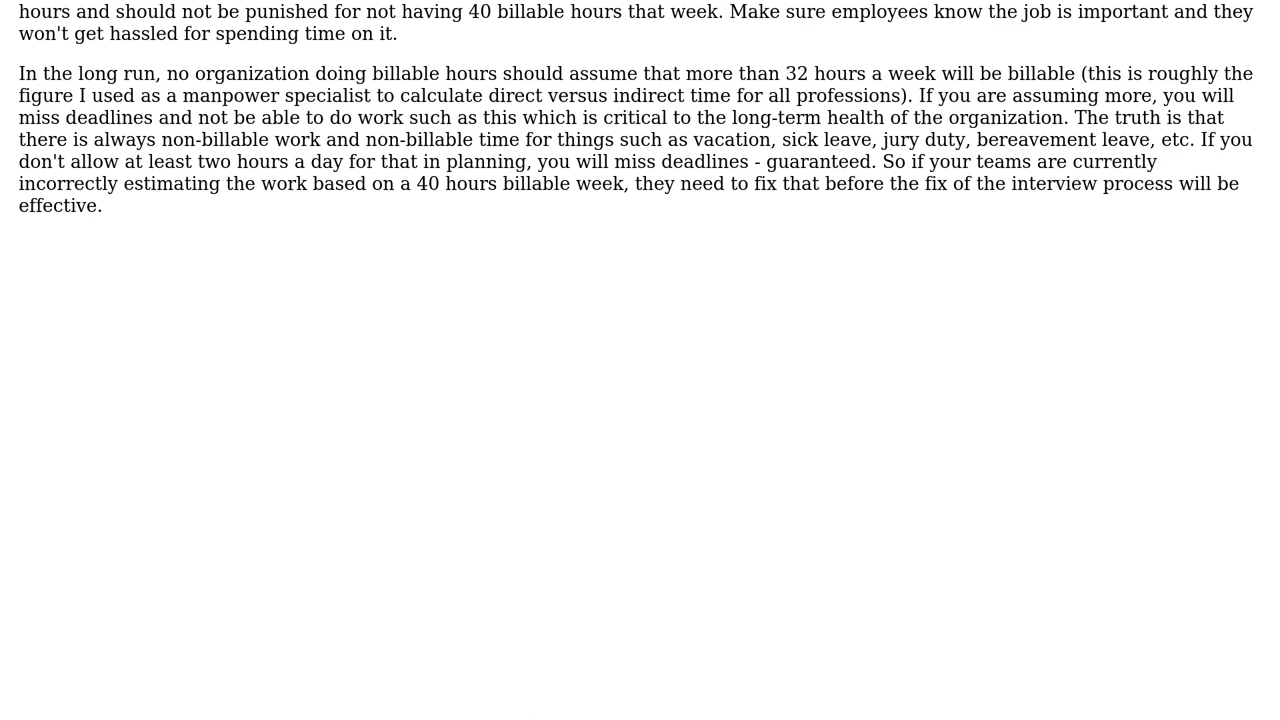 hours and should not be punished for not having 40 billable hours that week. Make sure employees know the job is important and they
won't get hassled for spending time on it.
In the long run, no organization doing billable hours should assume that more than 32 hours a week will be billable (this is roughly the
figure I used as a manpower specialist to calculate direct versus indirect time for all professions). If you are assuming more, you will
miss deadlines and not be able to do work such as this which is critical to the long-term health of the organization. The truth is that
there is always non-billable work and non-billable time for things such as vacation, sick leave, jury duty, bereavement leave, etc. If you
don't allow at least two hours a day for that in planning, you will miss deadlines - guaranteed. So if your teams are currently
incorrectly estimating the work based on a 40 hours billable week, they need to fix that before the fix of the interview process will be
effective.